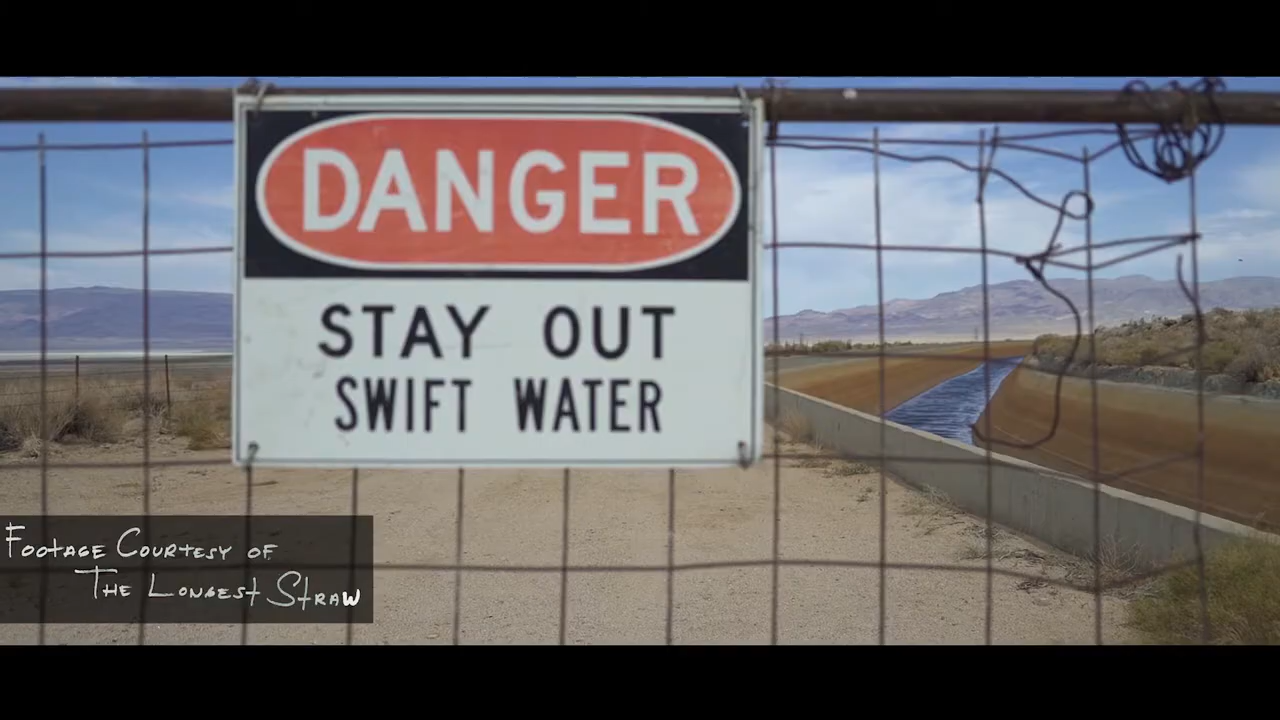 DANGER
STAY OUT
SWIFT WATER
FOOTAGE COURTESY OF
THE LONGEST STRAW